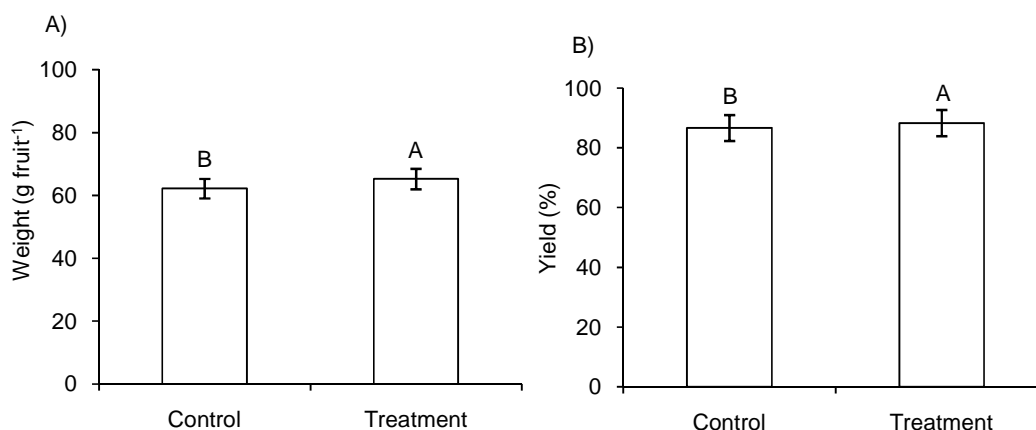 A)
Weight (g fruit⁻¹)
100
80
60
40
20
0
B
A
Control
Treatment
B)
Yield (%)
100
80
60
40
20
0
B
A
Control
Treatment